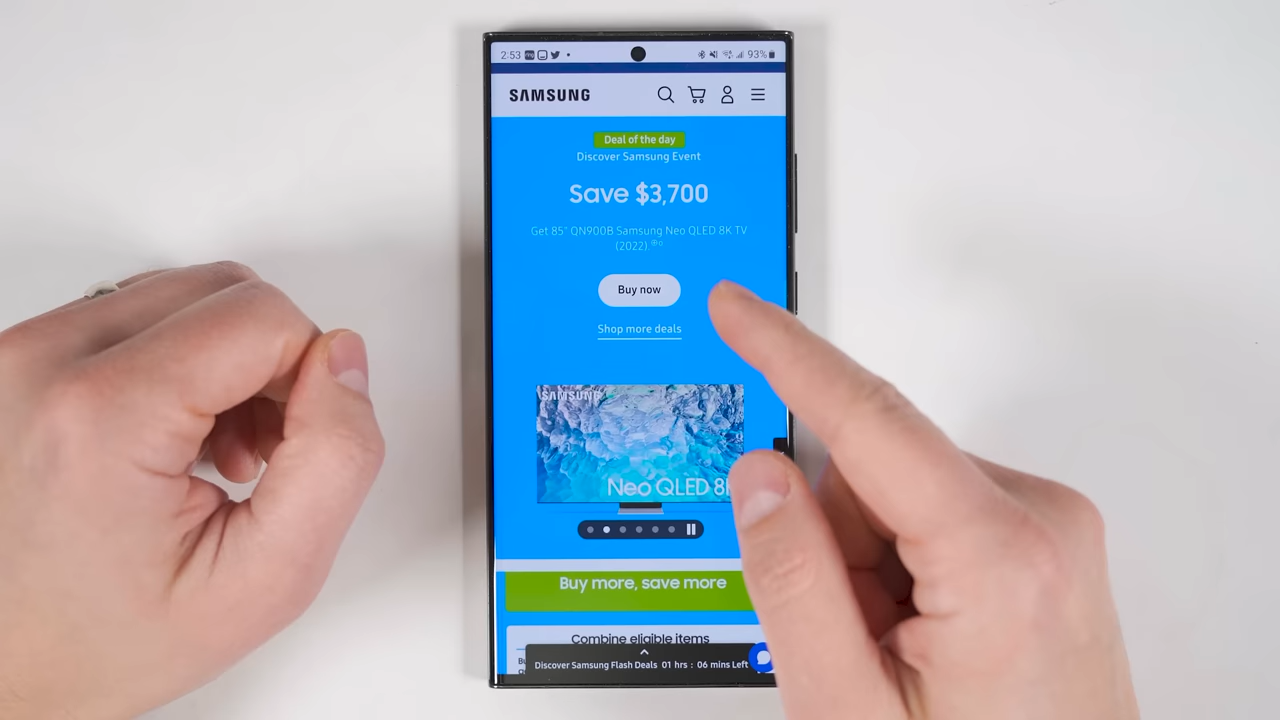 2:53
93%
SAMSUNG
Deal of the day
Discover Samsung Event
Save $3,700
Get 85" QN900B Samsung Neo QLED 8K TV
(2022).
Buy now
Shop more deals
SAMSUNG
Neo QLED 8K
Buy more, save more
Combine eligible items
Discover Samsung Flash Deals 01 hrs : 06 mins Left